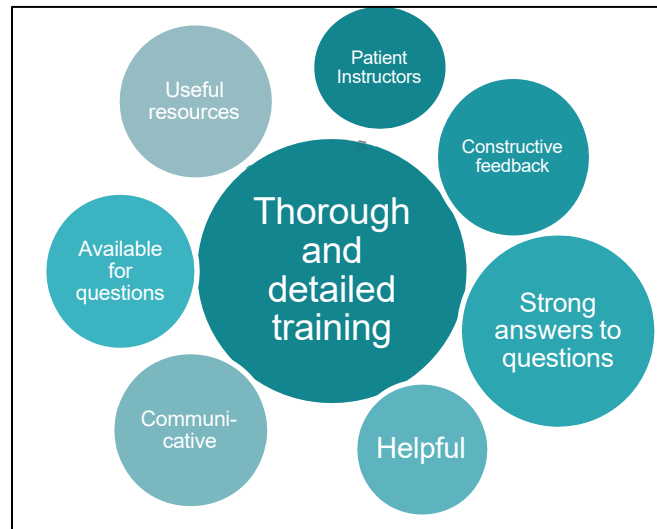 Patient
Instructors
Useful
resources
Constructive
feedback
Thorough
and
detailed
training
Available
for
questions
Strong
answers to
questions
Communi-
cative
Helpful